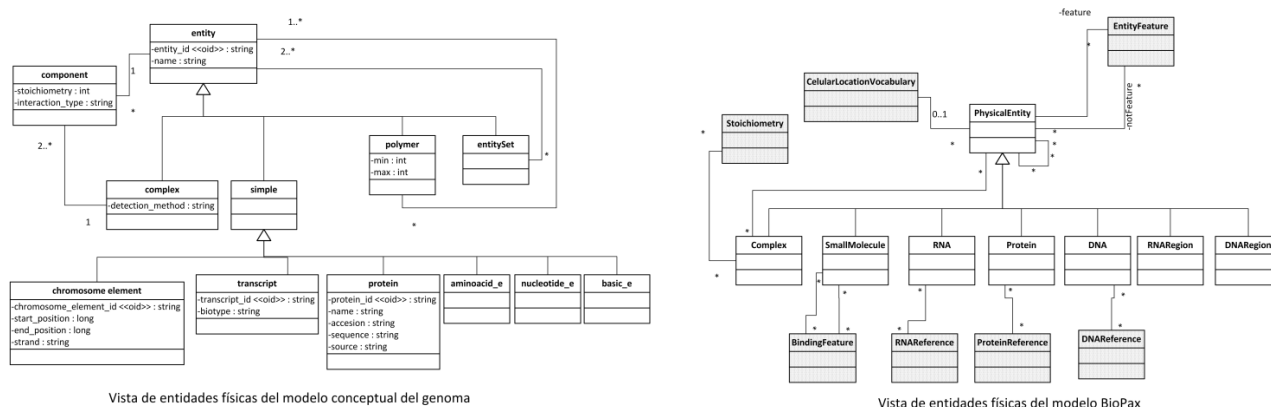 entity
-entity_id <<oid>> : string
-name : string
1..*
2..*
component
-stoichiometry : int
-interaction_type : string
1
*
2..*
complex
-detection_method : string
1
simple
polymer
-min : int
-max : int
*
entitySet
*
chromosome element
-chromosome_element_id <<oid>> : string
-start_position : long
-end_position : long
-strand : string
transcript
-transcript_id <<oid>> : string
-biotype : string
protein
-protein_id <<oid>> : string
-name : string
-accesion : string
-sequence : string
-source : string
aminoacid_e
nucleotide_e
basic_e
Vista de entidades físicas del modelo conceptual del genoma
-feature
*
EntityFeature
*
-notFeature
CelularLocationVocabulary
0..1
*
PhysicalEntity
*
*
*
*
*
Stoichiometry
*
*
*
Complex
SmallMolecule
RNA
Protein
DNA
RNARegion
DNARegion
*
*
*
*
*
*
*
*
*
*
BindingFeature
RNAReference
ProteinReference
DNAReference
Vista de entidades físicas del modelo BioPax